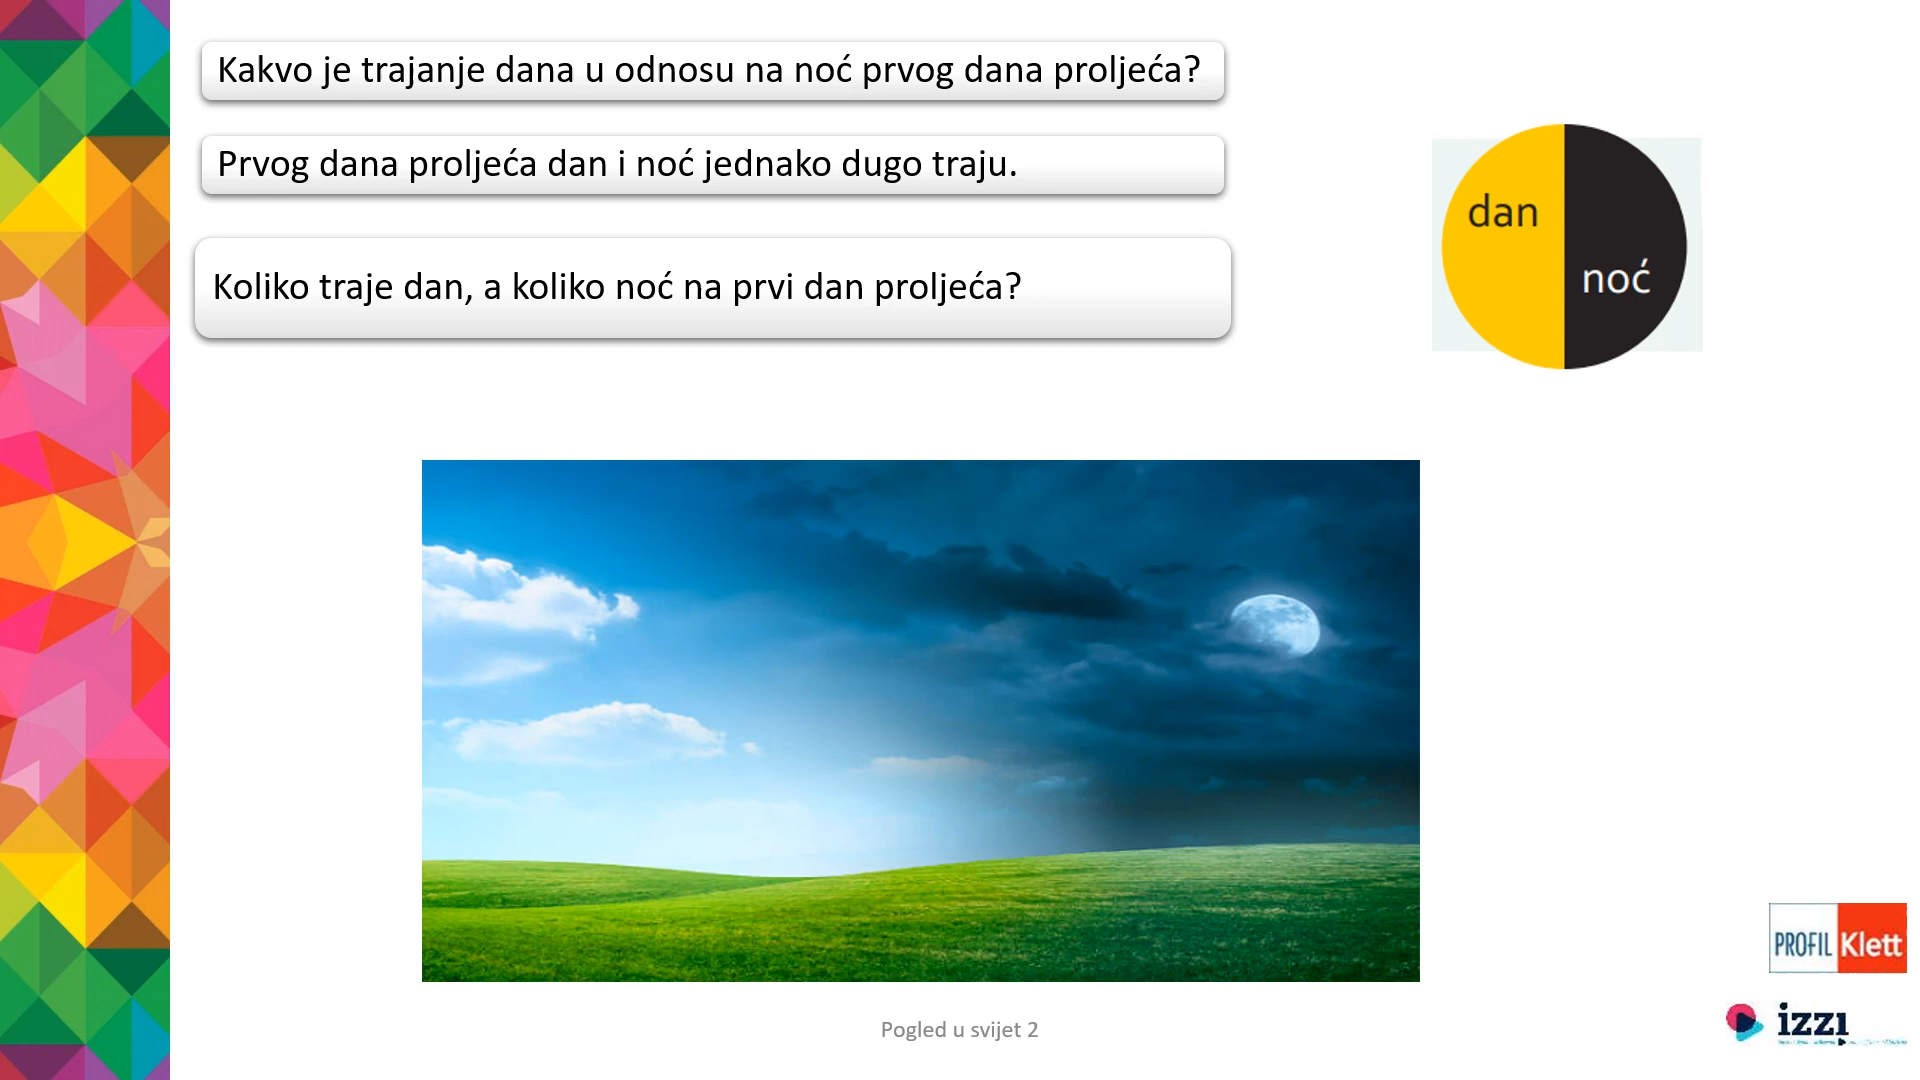 Kakvo je trajanje dana u odnosu na noć prvog dana proljeća?
Prvog dana proljeća dan i noć jednako dugo traju.
Koliko traje dan, a koliko noć na prvi dan proljeća?
dan
noć
PROFIL Klett
izzi
Pogled u svijet 2